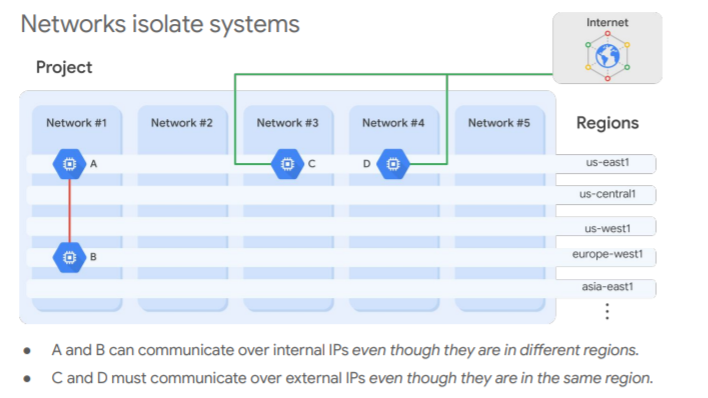 Networks isolate systems
Internet
Project
Network #1
Network #2
Network #3
Network #4
Network #5
Regions
A
C
D
us-east1
us-central1
us-west1
B
europe-west1
asia-east1
● A and B can communicate over internal IPs even though they are in different regions.
● C and D must communicate over external IPs even though they are in the same region.